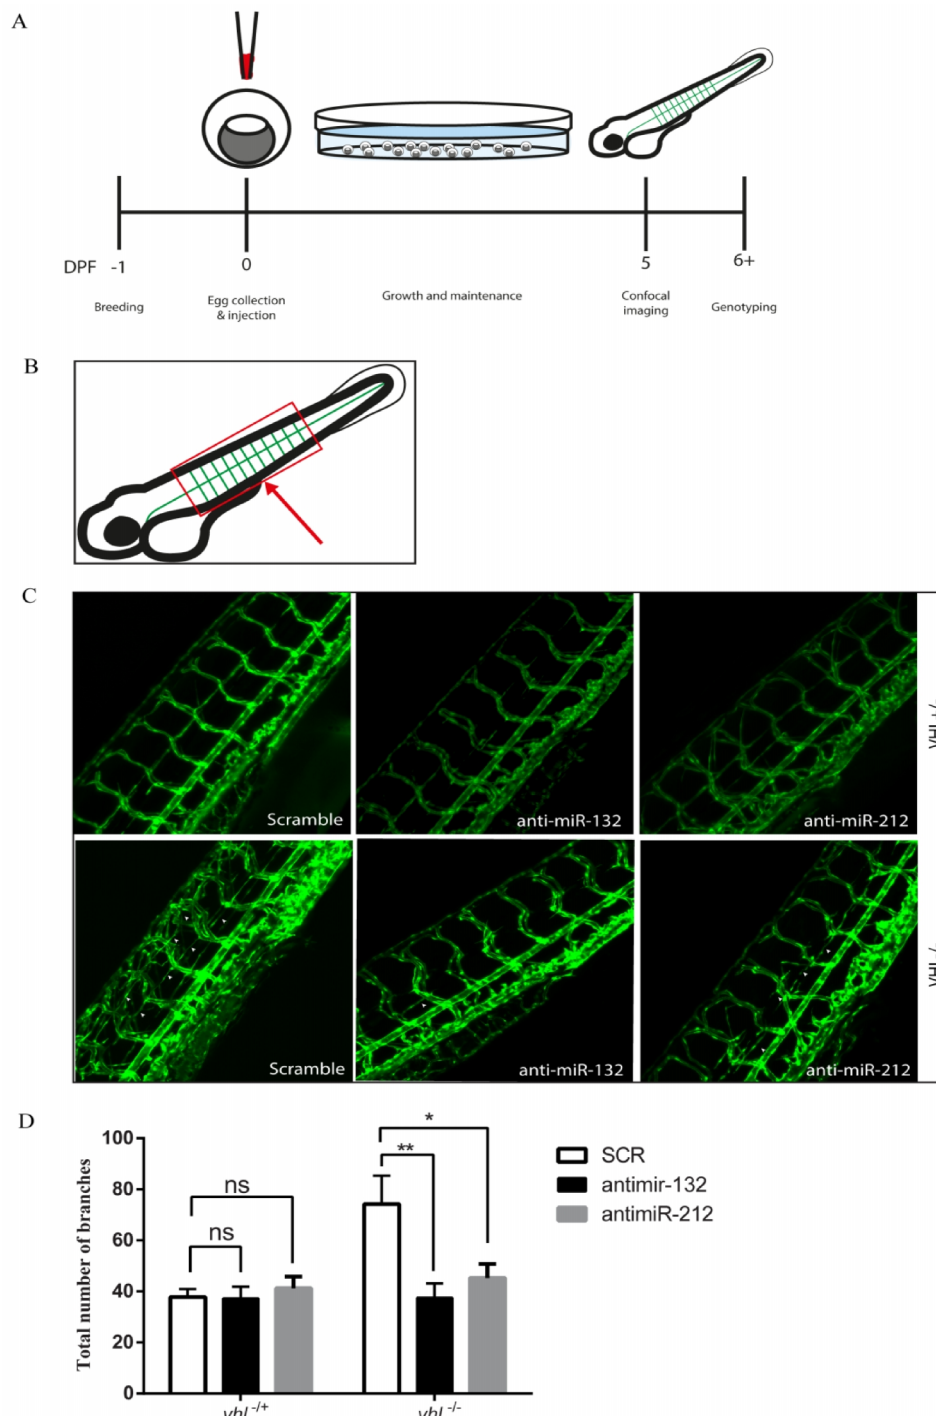 A
DPF -1 0 5 6+
Breeding
Egg collection
& injection
Growth and maintenance
Confocal
imaging
Genotyping
B
C
Scramble
anti-miR-132
anti-miR-212
Scramble
anti-miR-132
anti-miR-212
D
Total number of branches
100
80
60
40
20
0
ns
ns
**
*
SCR
antimir-132
antimiR-212
vhl -/+
vhl -/-